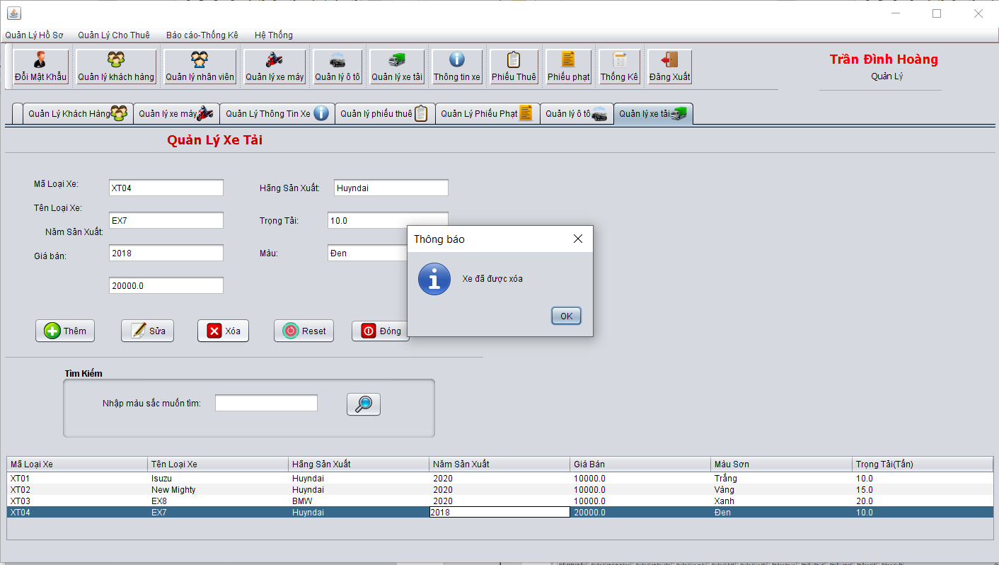 Quản Lý Hồ Sơ Quản Lý Cho Thuê Báo cáo-Thống Kê Hệ Thống
Đổi Mật Khẩu Quản lý khách hàng Quản lý nhân viên Quản lý xe máy Quản lý ô tô Quản lý xe tải Thông tin xe Phiếu Thuê Phiếu phạt Thống Kê Đăng Xuất
Trần Đình Hoàng
Quản Lý
Quản Lý Khách Hàng Quản lý xe máy Quản Lý Thông Tin Xe Quản lý phiếu thuê Quản Lý Phiếu Phạt Quản lý ô tô Quản lý xe tải
Quản Lý Xe Tải
Mã Loại Xe: XT04 Hãng Sản Xuất: Huyndai
Tên Loại Xe: EX7 Trọng Tải: 10.0
Năm Sản Xuất: 2018 Màu: Đen
Giá bán: 20000.0
Thông báo
Xe đã được xóa
OK
Thêm Sửa Xóa Reset Đóng
Tìm Kiếm
Nhập màu sắc muốn tìm:
Mã Loại Xe Tên Loại Xe Hãng Sản Xuất Năm Sản Xuất Giá Bán Màu Sơn Trọng Tải(Tấn)
XT01 Isuzu Huyndai 2020 10000.0 Trắng 10.0
XT02 New Mighty Huyndai 2020 10000.0 Vàng 15.0
XT03 EX8 BMW 2020 10000.0 Xanh 20.0
XT04 EX7 Huyndai 2018 20000.0 Đen 10.0